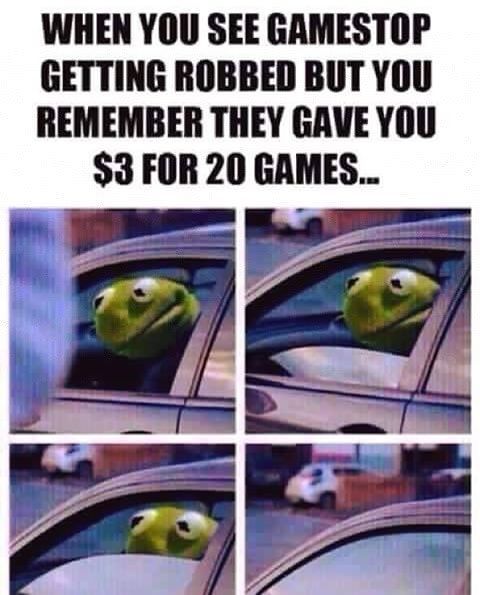 WHEN YOU SEE GAMESTOP
GETTING ROBBED BUT YOU
REMEMBER THEY GAVE YOU
$3 FOR 20 GAMES...